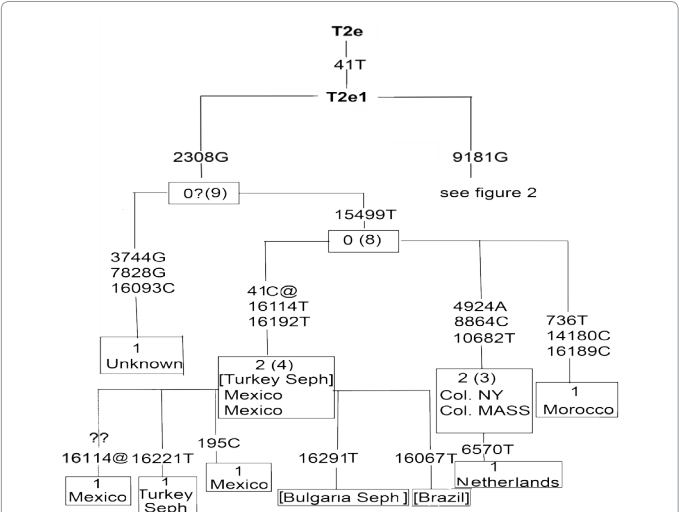 T2e
41T
T2e1
2308G
9181G
0?(9)
see figure 2
15499T
0 (8)
3744G
7828G
16093C
41C@
16114T
16192T
4924A
8864C
10682T
736T
14180C
16189C
1
Unknown
2 (4)
[Turkey Seph]
Mexico
Mexico
2 (3)
Col. NY
Col. MASS
1
Morocco
??
16114@
16221T
195C
16291T
16067T
6570T
1
Mexico
1
Turkey
Seph
1
Mexico
[Bulgaria Seph]
[Brazil]
1
Netherlands